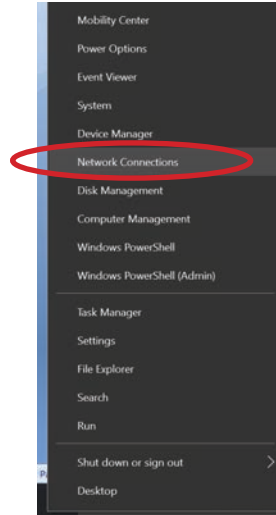 Mobility Center
Power Options
Event Viewer
System
Device Manager
Network Connections
Disk Management
Computer Management
Windows PowerShell
Windows PowerShell (Admin)
Task Manager
Settings
File Explorer
Search
Run
Shut down or sign out
Desktop